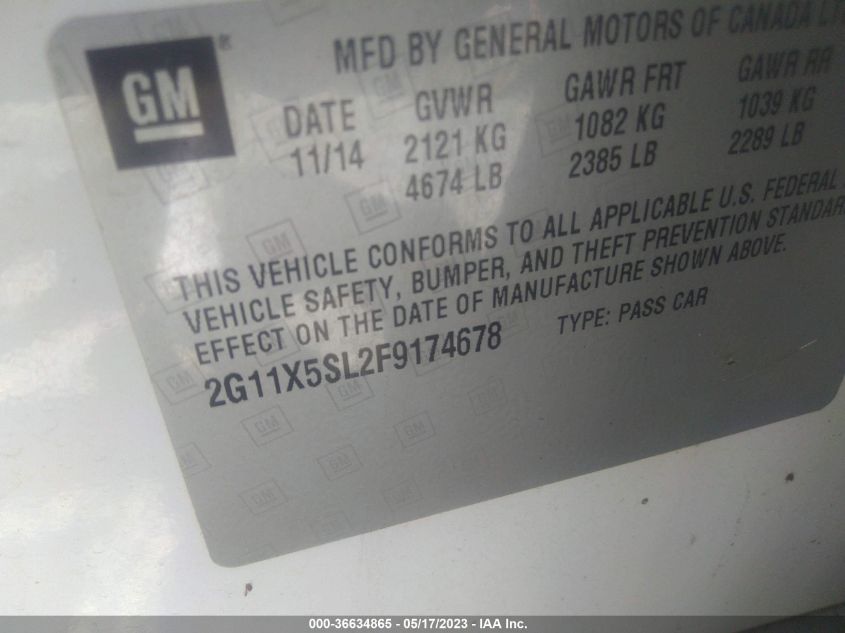 GM
MFD BY GENERAL MOTORS OF CANADA
DATE GVWR GAWR FRT GAWR RR
11/14 2121 KG 1082 KG 1039 KG
4674 LB 2385 LB 2289 LB
THIS VEHICLE CONFORMS TO ALL APPLICABLE U.S. FEDERAL
VEHICLE SAFETY, BUMPER, AND THEFT PREVENTION STANDAR
EFFECT ON THE DATE OF MANUFACTURE SHOWN ABOVE.
2G11X5SL2F9174678 TYPE: PASS CAR
000-36634865 - 05/17/2023 - IAA Inc.